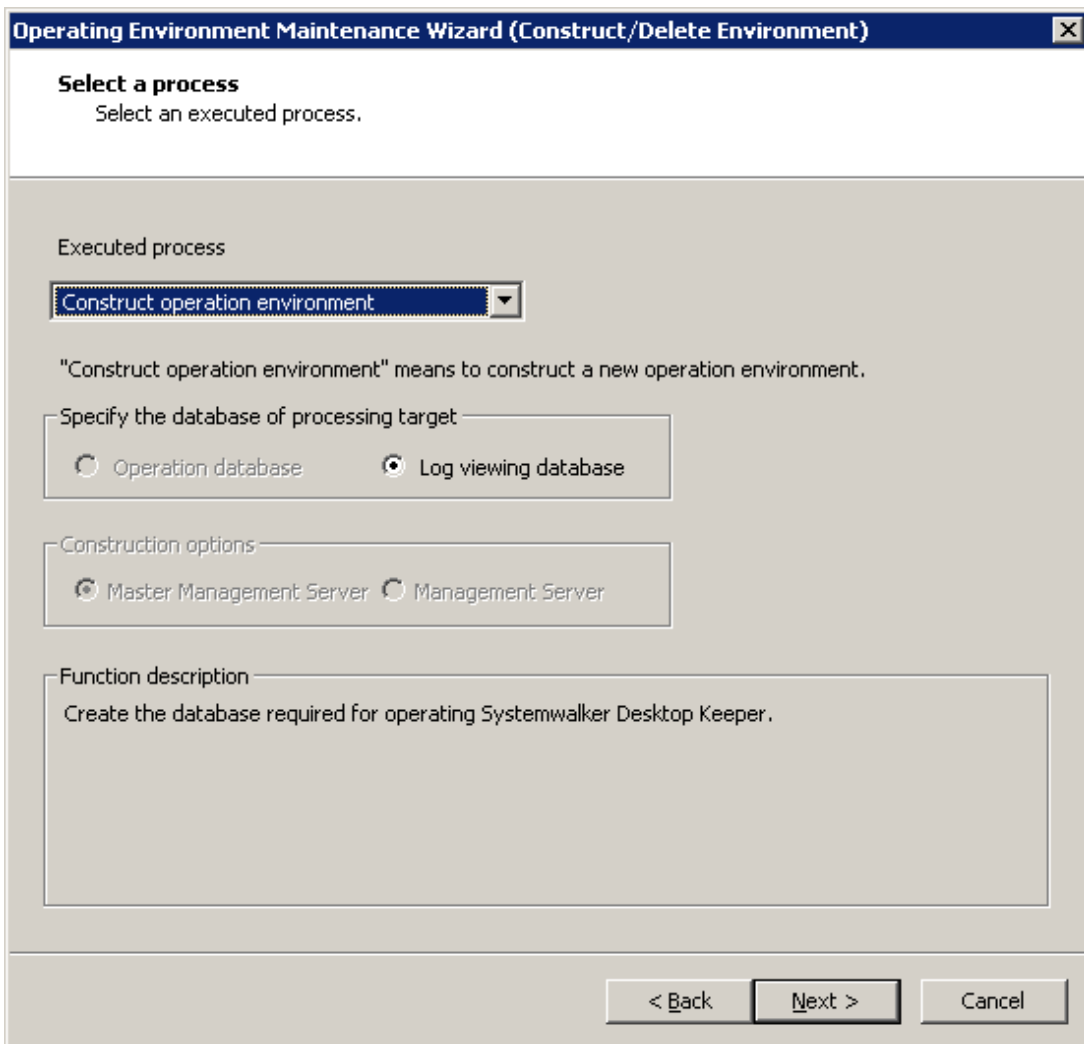 Operating Environment Maintenance Wizard (Construct/Delete Environment)
Select a process
Select an executed process.
Executed process
Construct operation environment
"Construct operation environment" means to construct a new operation environment.
Specify the database of processing target
Operation database Log viewing database
Construction options
Master Management Server Management Server
Function description
Create the database required for operating Systemwalker Desktop Keeper.
< Back Next > Cancel